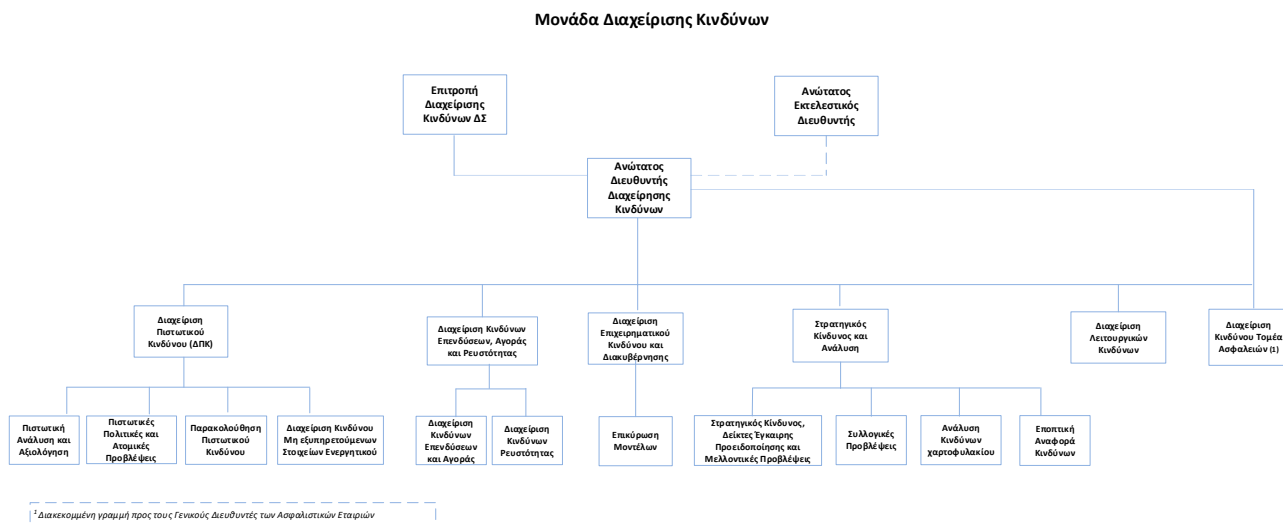 Μονάδα Διαχείρισης Κινδύνων
Επιτροπή
Διαχείρισης
Κινδύνων ΔΣ
Ανώτατος
Εκτελεστικός
Διευθυντής
Ανώτατος
Διευθυντής
Διαχείρησης
Κινδύνων
Διαχείριση
Πιστωτικού
Κινδύνου (ΔΠΚ)
Διαχείριση Κινδύνων
Επενδύσεων, Αγοράς
και Ρευστότητας
Διαχείριση
Επιχειρηματικού
Κινδύνου και
Διακυβέρνησης
Στρατηγικός
Κίνδυνος και
Ανάλυση
Διαχείριση
Λειτουργικών
Κινδύνων
Διαχείριση
Κινδύνου Τομέα
Ασφαλειών (1)
Πιστωτική
Ανάλυση και
Αξιολόγηση
Πιστωτικές
Πολιτικές και
Ατομικές
Προβλέψεις
Παρακολούθηση
Πιστωτικού
Κινδύνου
Διαχείριση Κινδύνου
Μη εξυπηρετούμενων
Στοιχείων Ενεργητικού
Διαχείριση
Κινδύνων
Επενδύσεων
και Αγοράς
Διαχείριση
Κινδύνων
Ρευστότητας
Επικύρωση
Μοντέλων
Στρατηγικός Κίνδυνος,
Δείκτες Έγκαιρης
Προειδοποίησης και
Μελλοντικές Προβλέψεις
Συλλογικές
Προβλέψεις
Ανάλυση
Κινδύνων
χαρτοφυλακίου
Εποπτική
Αναφορά
Κινδύνων
¹ Διακεκομμένη γραμμή προς τους Γενικούς Διευθυντές των Ασφαλιστικών Εταιριών